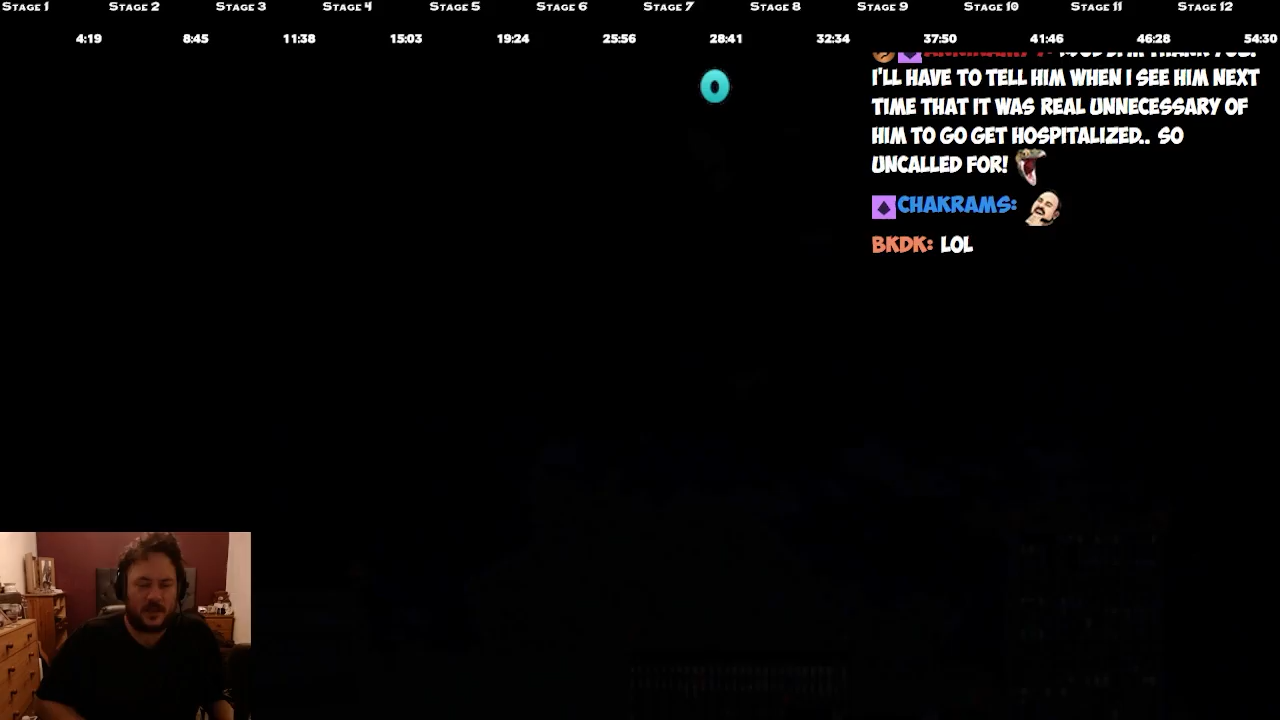 Stage 1 Stage 2 Stage 3 Stage 4 Stage 5 Stage 6 Stage 7 Stage 8 Stage 9 Stage 10 Stage 11 Stage 12
4:19 8:45 11:38 15:03 19:24 25:56 28:41 32:34 37:50 41:46 46:28 54:30
I'LL HAVE TO TELL HIM WHEN I SEE HIM NEXT
TIME THAT IT WAS REAL UNNECESSARY OF
HIM TO GO GET HOSPITALIZED.. SO
UNCALLED FOR!
CHAKRAMS:
BKDK: LOL
0